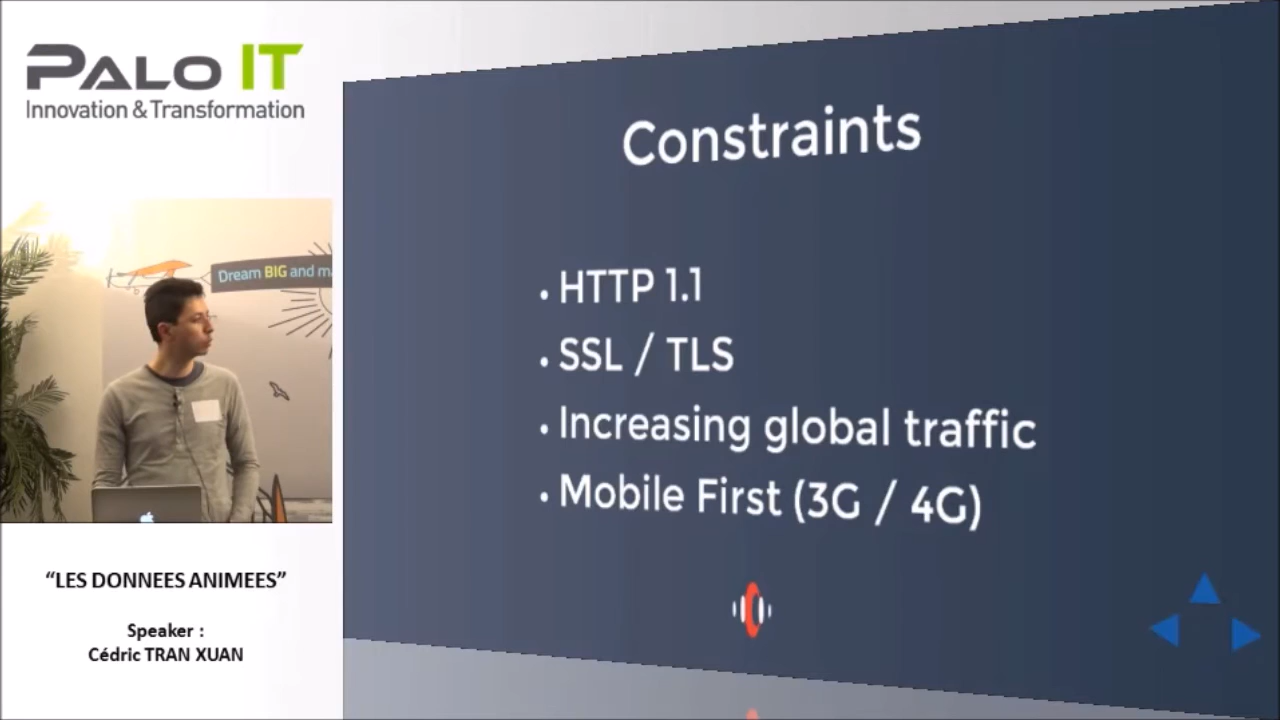 PALO IT
Innovation & Transformation
Dream BIG and m
“LES DONNEES ANIMEES”
Speaker :
Cédric TRAN XUAN
Constraints
• HTTP 1.1
• SSL / TLS
• Increasing global traffic
• Mobile First (3G / 4G)